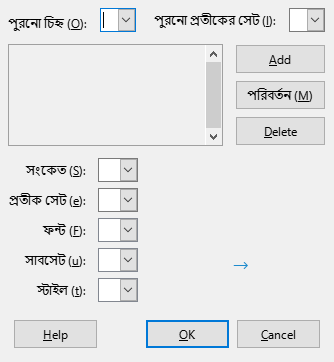 পুরনো চিহ্ন (O): পুরনো প্রতীকের সেট (I):
Add
পরিবর্তন (M)
Delete
সংকেত (S):
প্রতীক সেট (e):
ফন্ট (F):
সাবসেট (u):
স্টাইল (t):
Help OK Cancel